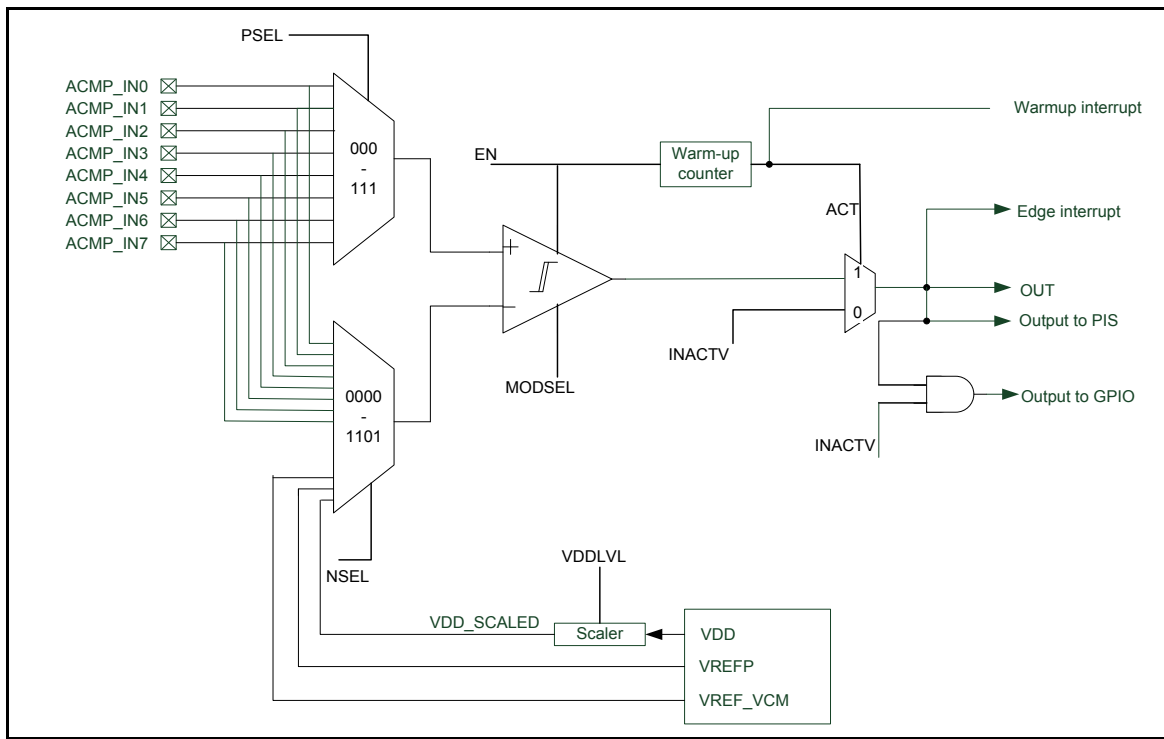 PSEL
ACMP_IN0
ACMP_IN1
ACMP_IN2
ACMP_IN3
ACMP_IN4
ACMP_IN5
ACMP_IN6
ACMP_IN7
000
-
111
EN
Warm-up
counter
Warmup interrupt
ACT
Edge interrupt
+
−
1
0
OUT
Output to PIS
INACTV
MODSEL
0000
-
1101
Output to GPIO
INACTV
NSEL
VDDLVL
VDD_SCALED
Scaler
VDD
VREFP
VREF_VCM